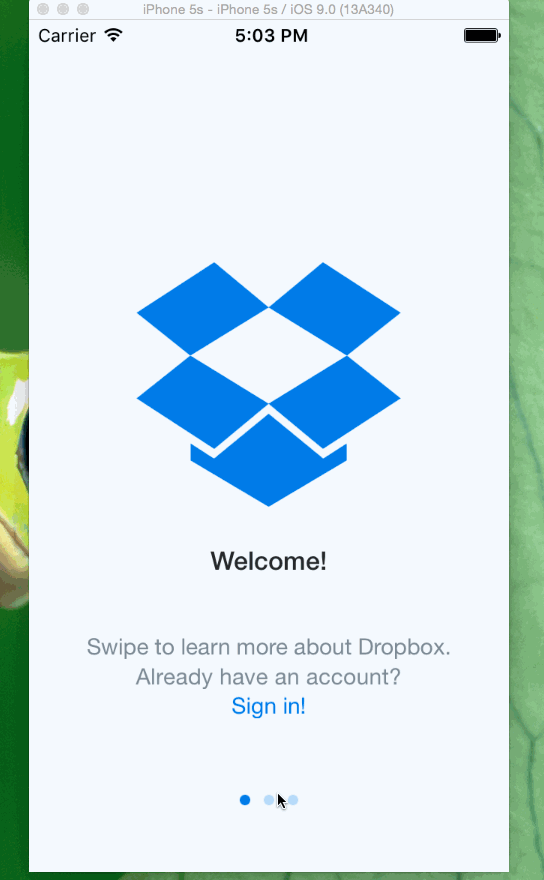 iPhone 5s - iPhone 5s / iOS 9.0 (13A340)
Carrier 5:03 PM
Welcome!
Swipe to learn more about Dropbox.
Already have an account?
Sign in!